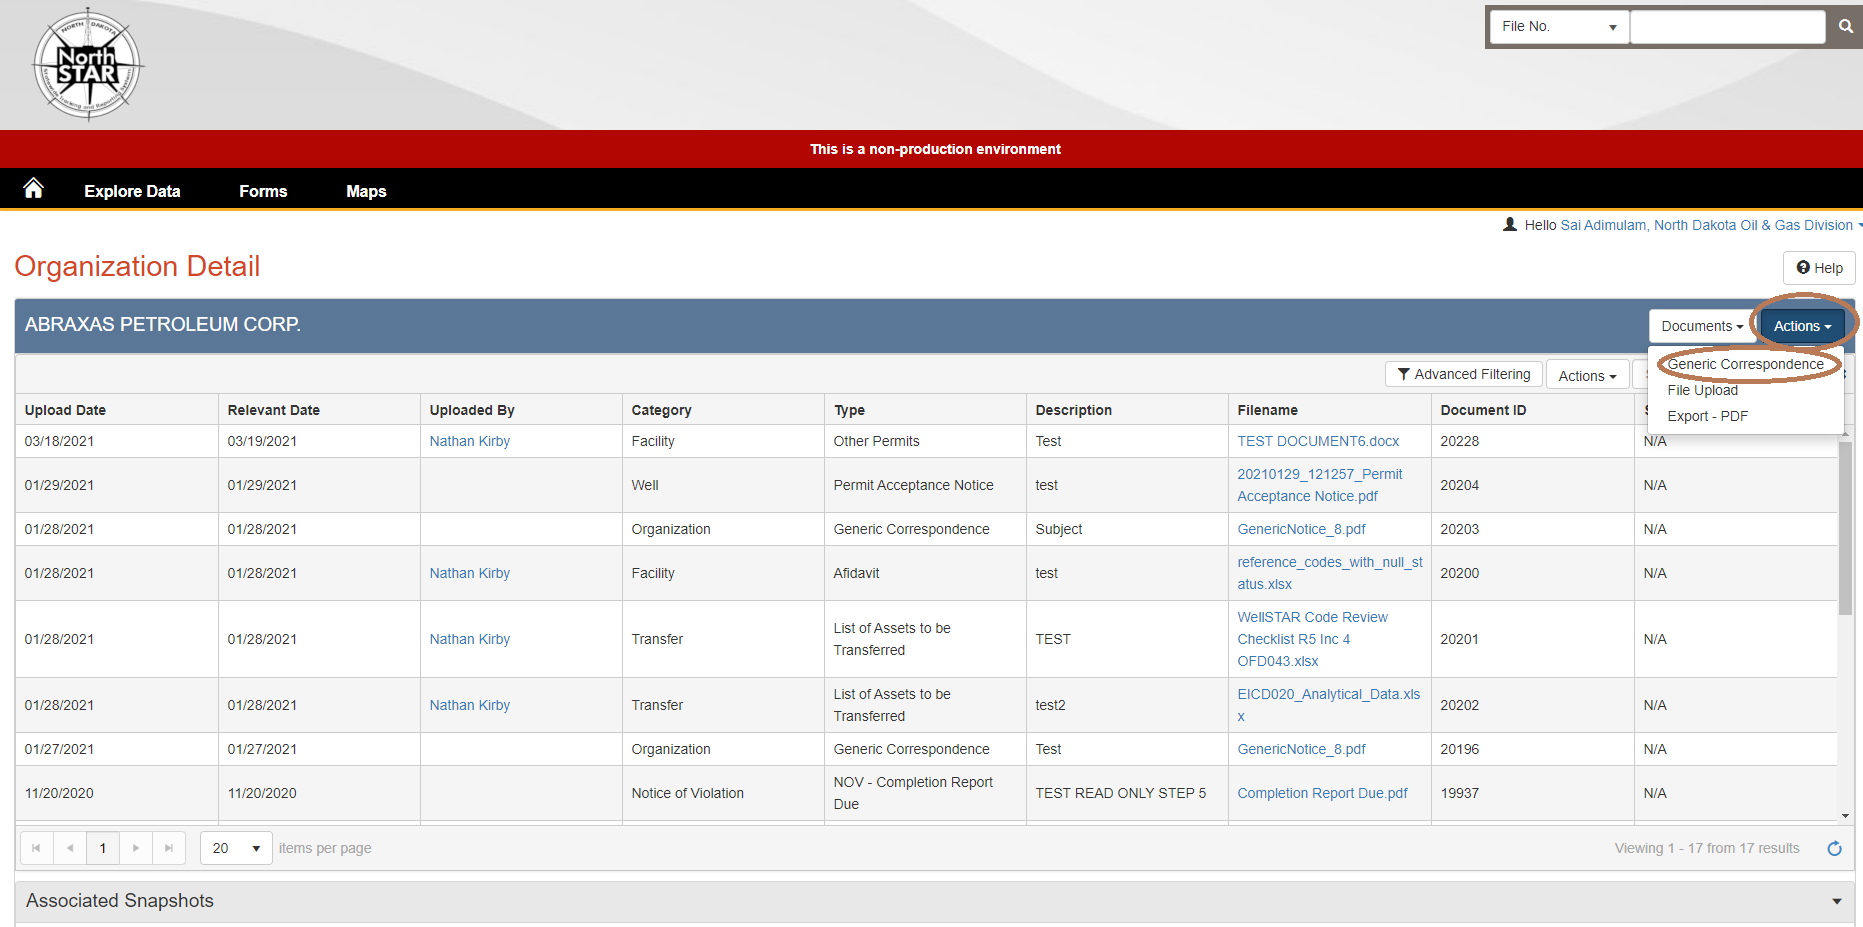 NORTH DAKOTA
North
STAR
Statewide Tracking and Reporting System
File No.
This is a non-production environment
Explore Data Forms Maps
Hello Sai Adimulam, North Dakota Oil & Gas Division
Organization Detail
Help
ABRAXAS PETROLEUM CORP.
Documents Actions
Generic Correspondence
File Upload
Export - PDF
Advanced Filtering Actions
Upload Date Relevant Date Uploaded By Category Type Description Filename Document ID
03/18/2021 03/19/2021 Nathan Kirby Facility Other Permits Test TEST DOCUMENT6.docx 20228 N/A
01/29/2021 01/29/2021 Well Permit Acceptance Notice test 20210129_121257_Permit
Acceptance Notice.pdf 20204 N/A
01/28/2021 01/28/2021 Organization Generic Correspondence Subject GenericNotice_8.pdf 20203 N/A
01/28/2021 01/28/2021 Nathan Kirby Facility Afidavit test reference_codes_with_null_st
atus.xlsx 20200 N/A
01/28/2021 01/28/2021 Nathan Kirby Transfer List of Assets to be
Transferred TEST WellSTAR Code Review
Checklist R5 Inc 4
OFD043.xlsx 20201 N/A
01/28/2021 01/28/2021 Nathan Kirby Transfer List of Assets to be
Transferred test2 EICD020_Analytical_Data.xls
x 20202 N/A
01/27/2021 01/27/2021 Organization Generic Correspondence Test GenericNotice_8.pdf 20196 N/A
11/20/2020 11/20/2020 Notice of Violation NOV - Completion Report
Due TEST READ ONLY STEP 5 Completion Report Due.pdf 19937 N/A
1 20 items per page Viewing 1 - 17 from 17 results
Associated Snapshots